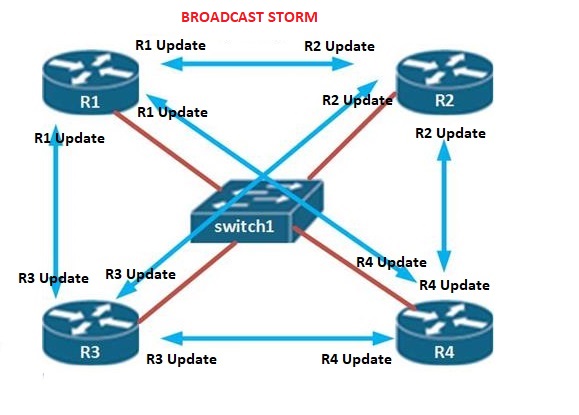 BROADCAST STORM
R1 Update
R2 Update
R1
R2
R1 Update
R2 Update
R1 Update
R2 Update
switch1
R3 Update
R3 Update
R4 Update
R4 Update
R3
R4
R3 Update
R4 Update